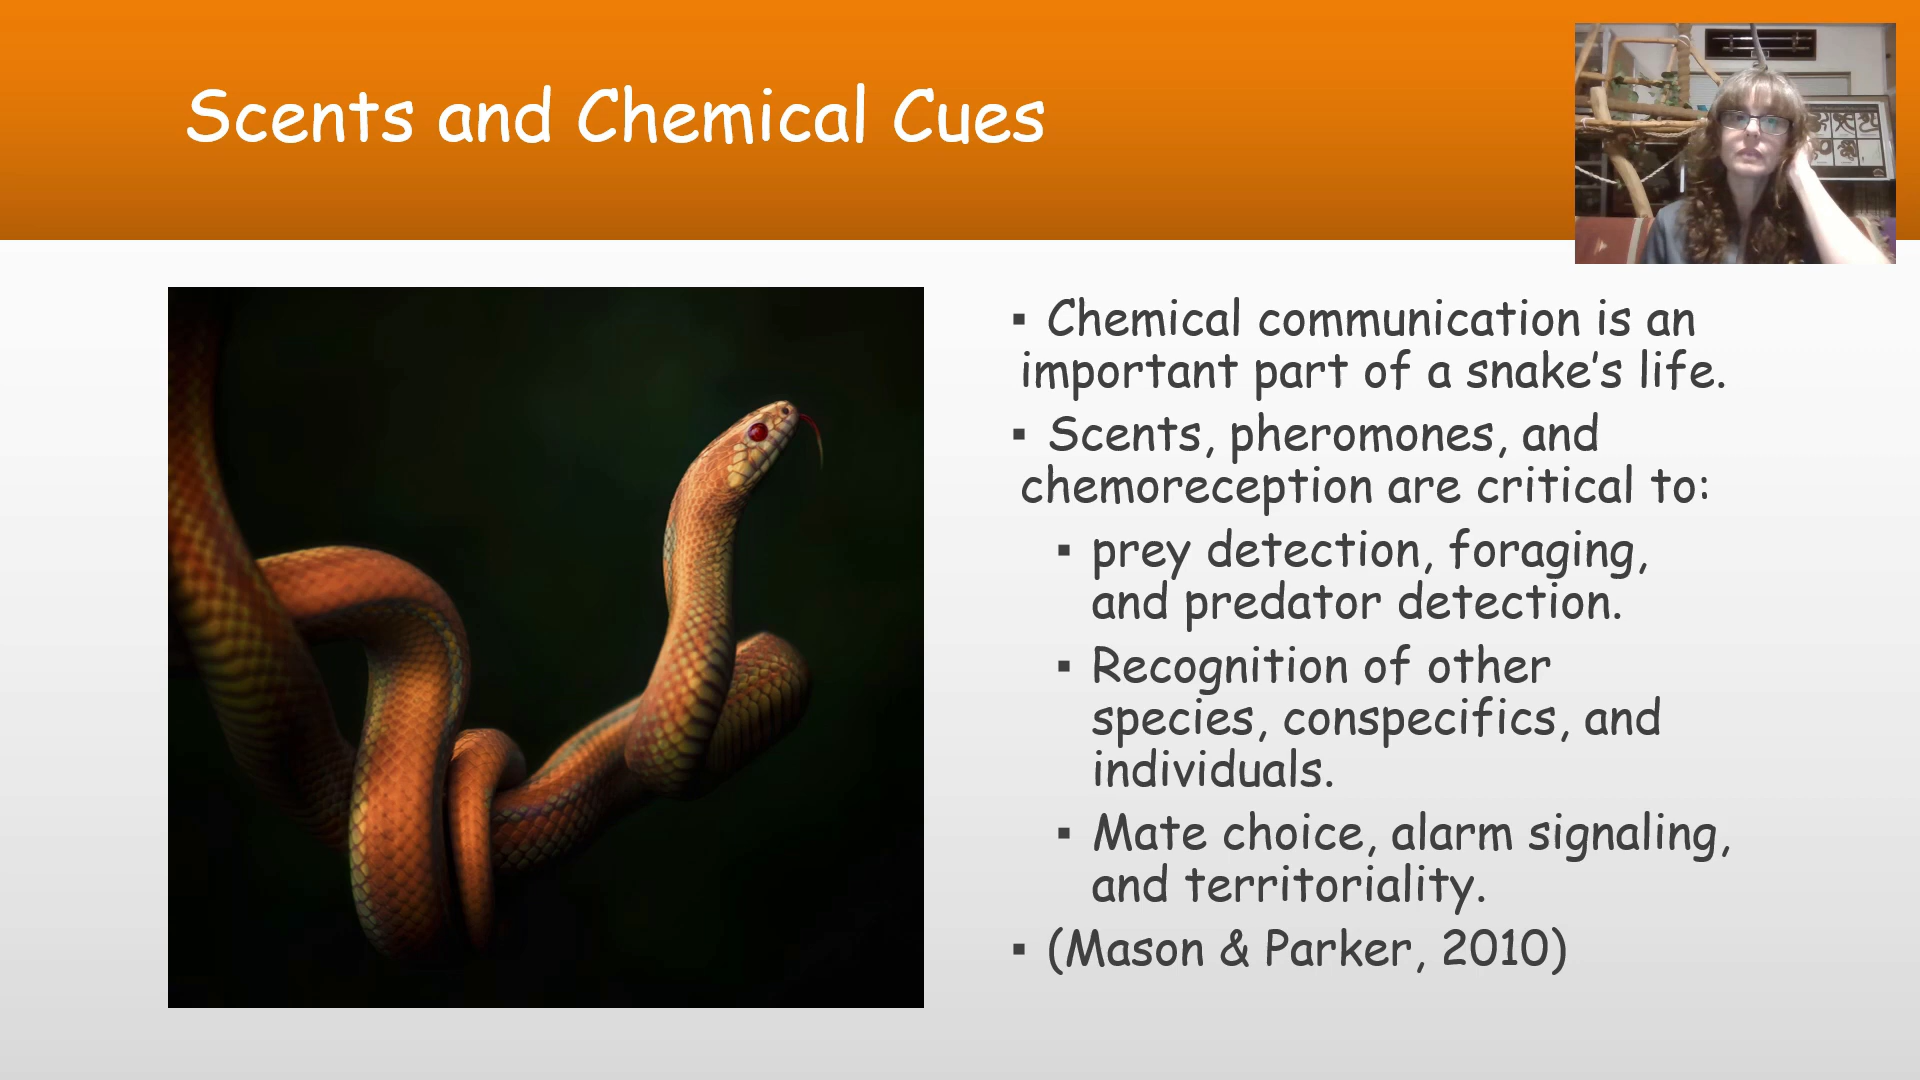 Scents and Chemical Cues
▪ Chemical communication is an
important part of a snake’s life.
▪ Scents, pheromones, and
chemoreception are critical to:
▪ prey detection, foraging,
and predator detection.
▪ Recognition of other
species, conspecifics, and
individuals.
▪ Mate choice, alarm signaling,
and territoriality.
▪ (Mason & Parker, 2010)